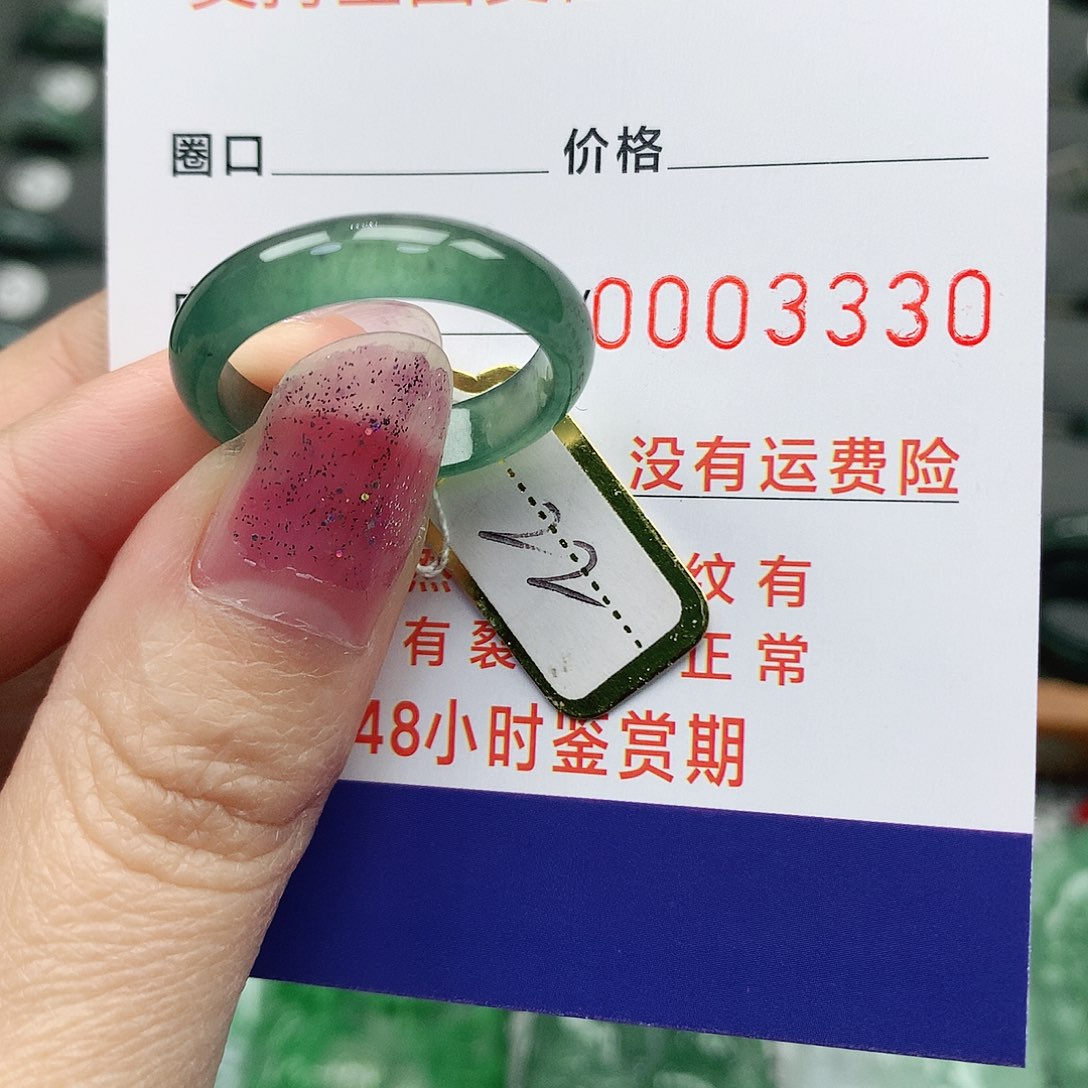 圈口 价格
0003330
没有运费险
纹有
有裂 正常
48小时鉴赏期
22